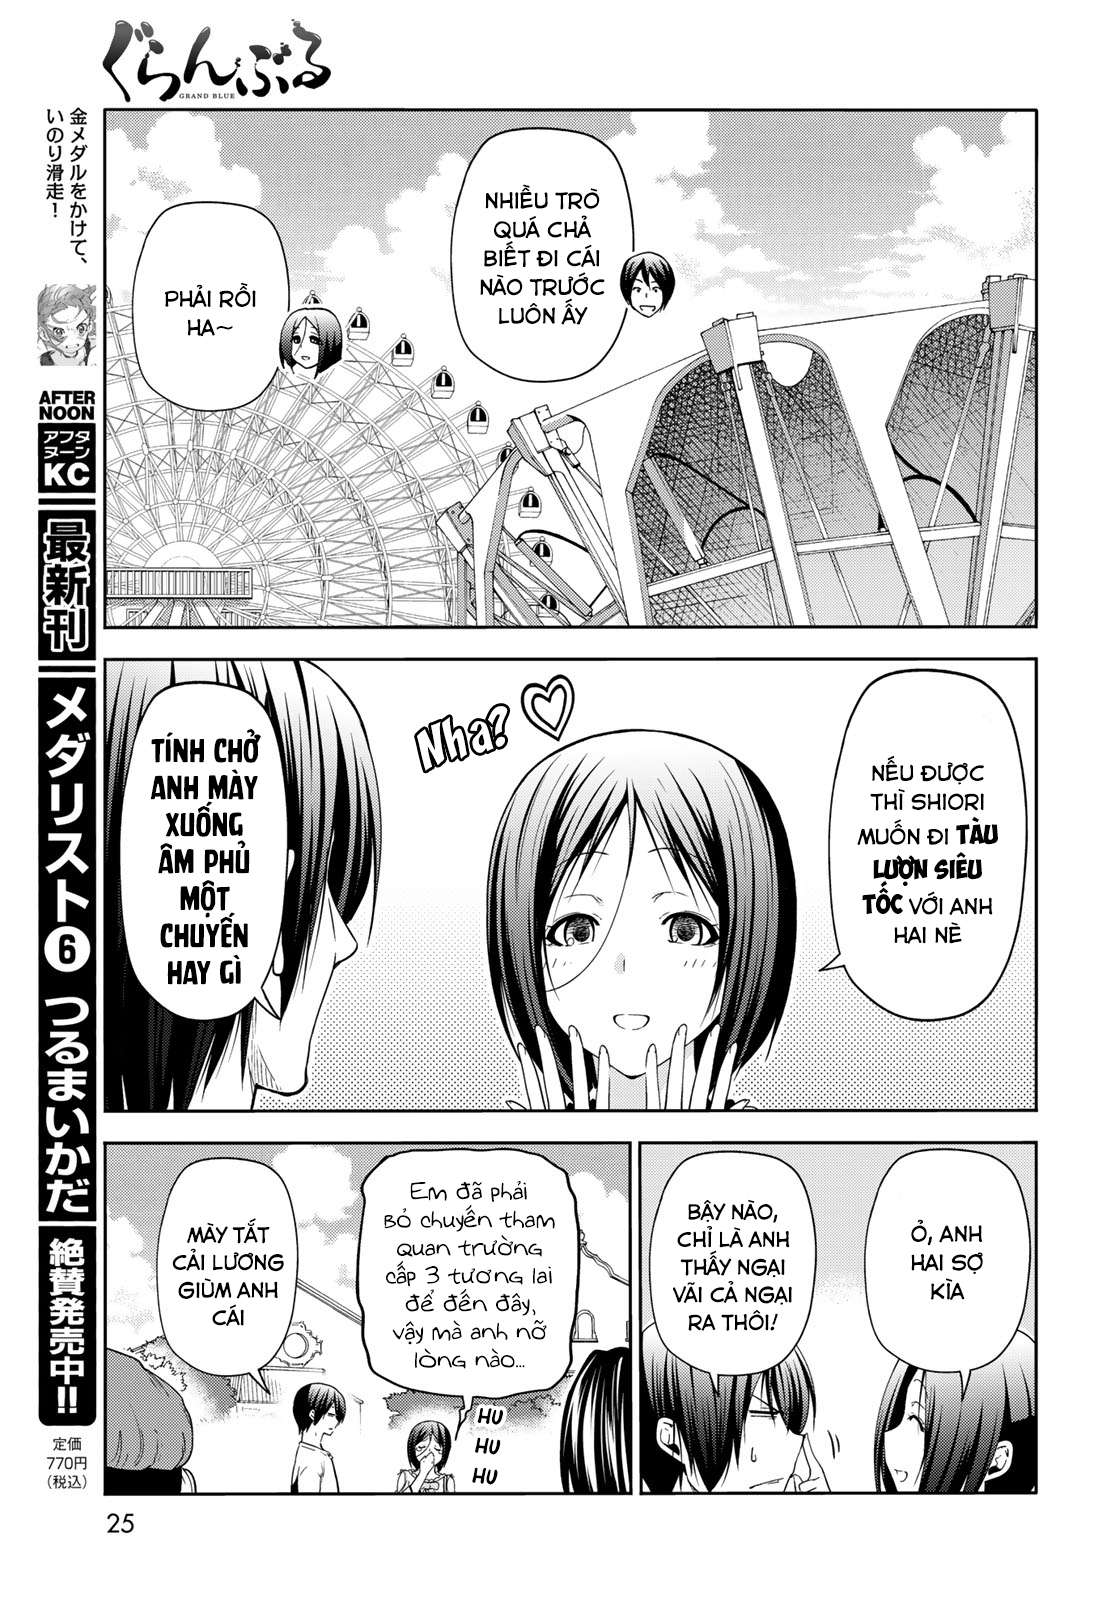 ぐらんぶる
GRAND BLUE
金メダルをかけて、
いのり滑走！
AFTER
NOON
アフタ
ヌーン
KC
最新刊
メダリスト6
つるまいかだ
絶賛発売中!!
定価
770円
(税込)
NHIỀU TRÒ
QUÁ CHẢ
BIẾT ĐI CÁI
NÀO TRƯỚC
LUÔN ẤY
PHẢI RỒI
HA~
NẾU ĐƯỢC
THÌ SHIORI
MUỐN ĐI TÀU
LƯỢN SIÊU
TỐC VỚI ANH
HAI NÈ
Nha?
TÍNH CHỞ
ANH MÀY
XUỐNG
ÂM PHỦ
MỘT
CHUYẾN
HAY GÌ
Ỏ, ANH
HAI SỢ
KÌA
BẬY NÀO,
CHỈ LÀ ANH
THẤY NGẠI
VÃI CẢ NGẠI
RA THÔI!
Em đã phải
bỏ chuyến tham
quan trường
cấp 3 tương lai
để đến đây,
vậy mà anh nỡ
lòng nào...
HU
HU
HU
MÀY TẮT
CẢI LƯƠNG
GIÙM ANH
CÁI
25